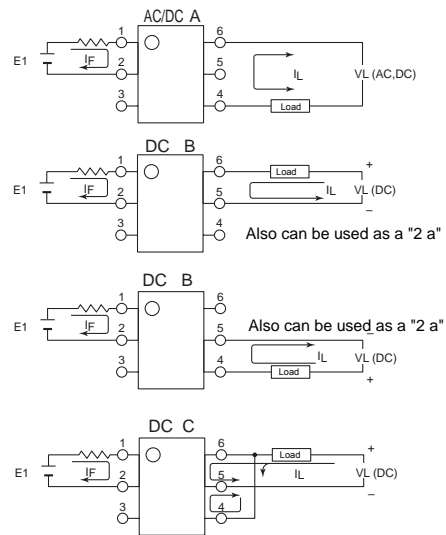 AC/DC A
1 6
E1 IF IL VL (AC,DC)
2 5
3 4
Load
DC B
1 6
Load +
E1 IF IL VL (DC)
2 5 –
3 4
Also can be used as a "2 a"
DC B
1 6
Also can be used as a "2 a"
E1 IF –
2 5
IL VL (DC)
3 4
Load +
DC C
1 6
Load +
E1 IF IL VL (DC)
2 5 –
3 4